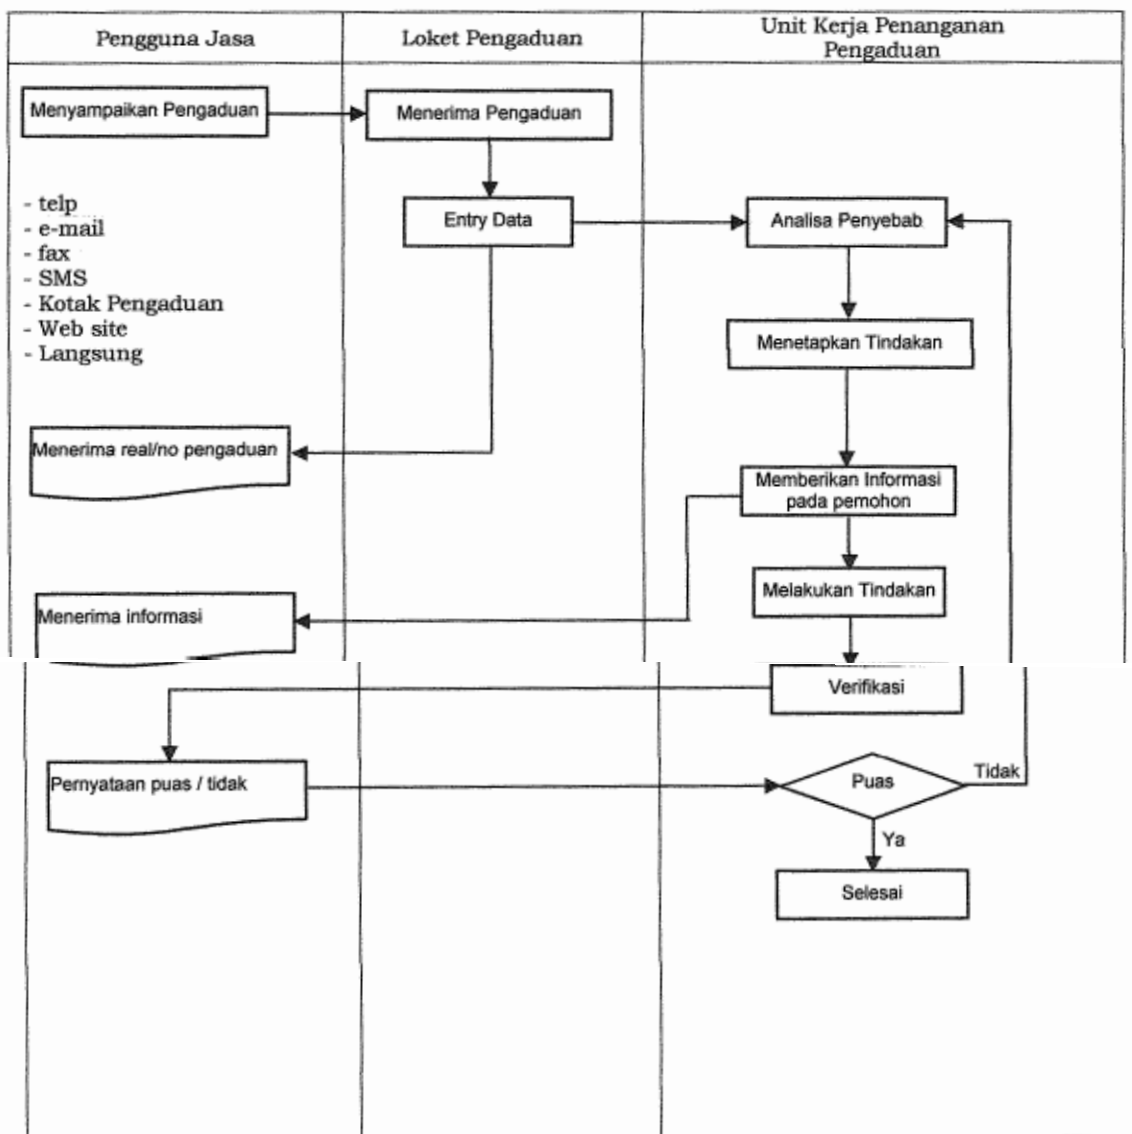 Pengguna Jasa
Loket Pengaduan
Unit Kerja Penanganan
Pengaduan
Menyampaikan Pengaduan
Menerima Pengaduan
- telp
- e-mail
- fax
- SMS
- Kotak Pengaduan
- Web site
- Langsung
Entry Data
Analisa Penyebab
Menetapkan Tindakan
Menerima real/no pengaduan
Memberikan Informasi
pada pemohon
Melakukan Tindakan
Menerima informasi
Verifikasi
Pernyataan puas / tidak
Puas
Tidak
Ya
Selesai